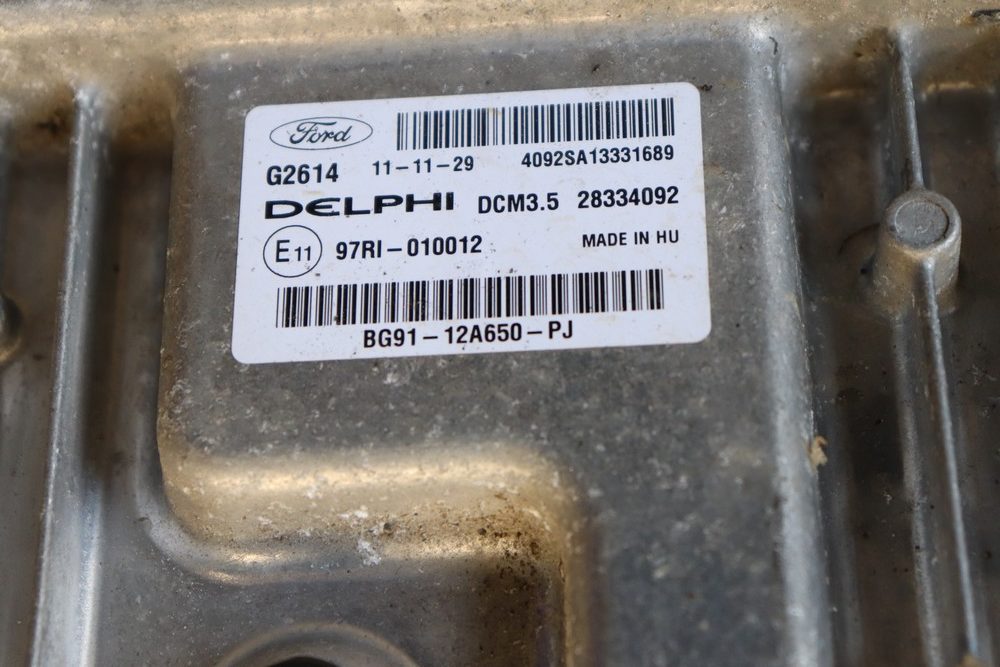 Ford
G2614 11-11-29 4092SA13331689
DELPHI DCM3.5 28334092
E11 97RI-010012 MADE IN HU
BG91-12A650-PJ